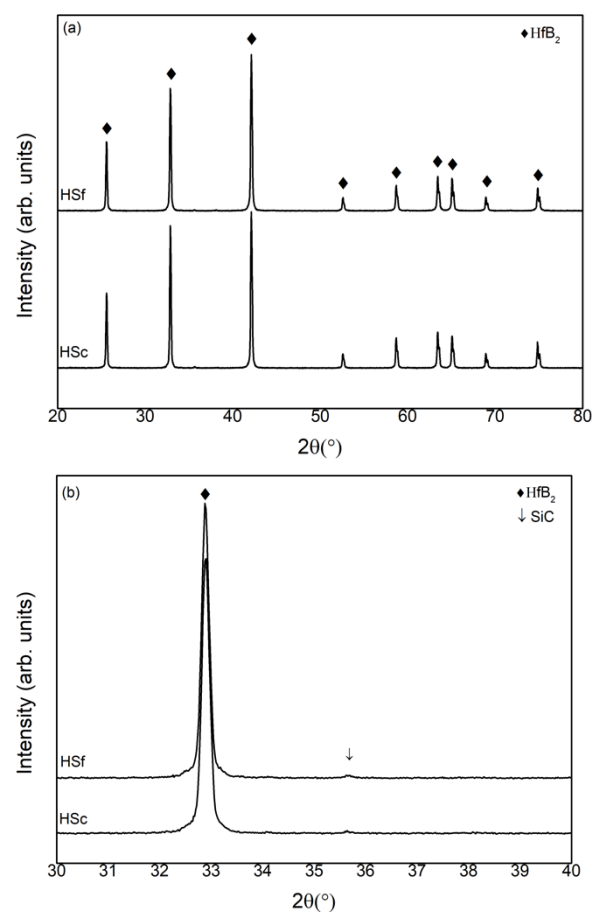 (a)
◆ HfB₂
HSf
HSc
Intensity (arb. units)
20 30 40 50 60 70 80
2θ(°)
(b)
◆ HfB₂
↓ SiC
HSf
HSc
Intensity (arb. units)
30 31 32 33 34 35 36 37 38 39 40
2θ(°)